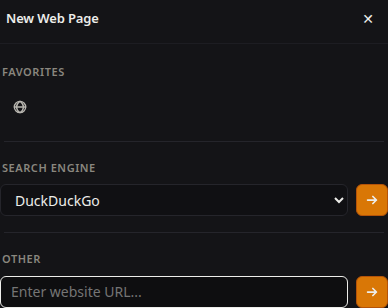 New Web Page
FAVORITES
SEARCH ENGINE
DuckDuckGo
OTHER
Enter website URL...